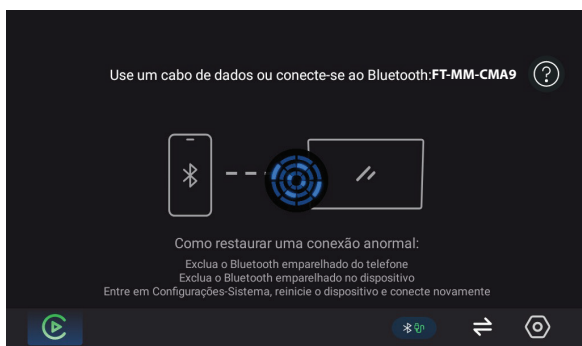 Use um cabo de dados ou conecte-se ao Bluetooth:FT-MM-CMA9
Como restaurar uma conexão anormal:
Exclua o Bluetooth emparelhado do telefone
Exclua o Bluetooth emparelhado no dispositivo
Entre em Configurações-Sistema, reinicie o dispositivo e conecte novamente